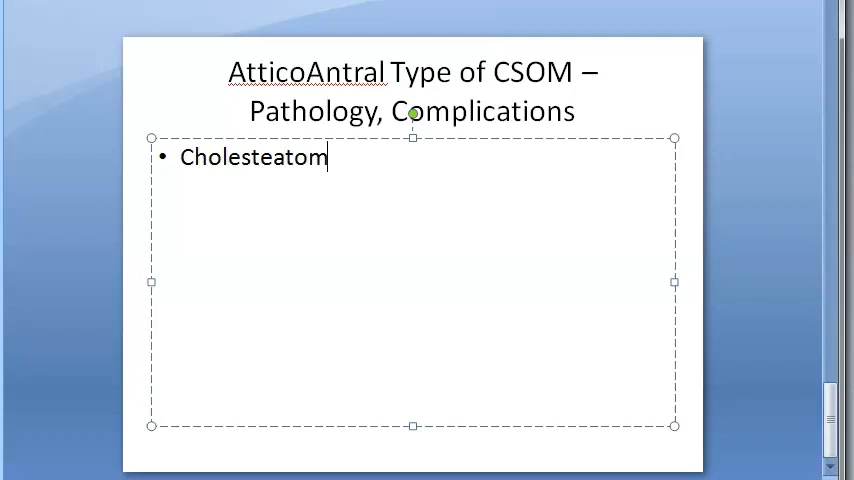 AtticoAntral Type of CSOM –
Pathology, Complications
• Cholesteatom